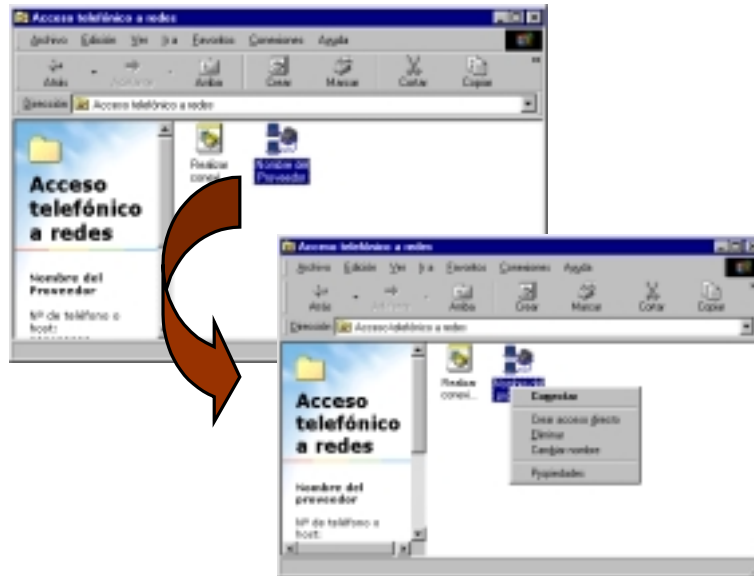 Acceso telefónico a redes
Archivo Edición Ver Ir a Favoritos Conexiones Ayuda
Atrás Adelante Arriba Crear Marcar Cortar Copiar
Dirección Acceso telefónico a redes
Realizar
conexi...
Nombre del
Proveedor
Acceso
telefónico
a redes
Nombre del
Proveedor
Nº de teléfono o
host:
Acceso telefónico a redes
Archivo Edición Ver Ir a Favoritos Conexiones Ayuda
Atrás Adelante Arriba Crear Marcar Cortar Copiar
Dirección Acceso telefónico a redes
Realizar
conexi...
Nombre del
Conectar
Crear acceso directo
Eliminar
Cambiar nombre
Propiedades
Acceso
telefónico
a redes
Nombre del
proveedor
Nº de teléfono o
host: